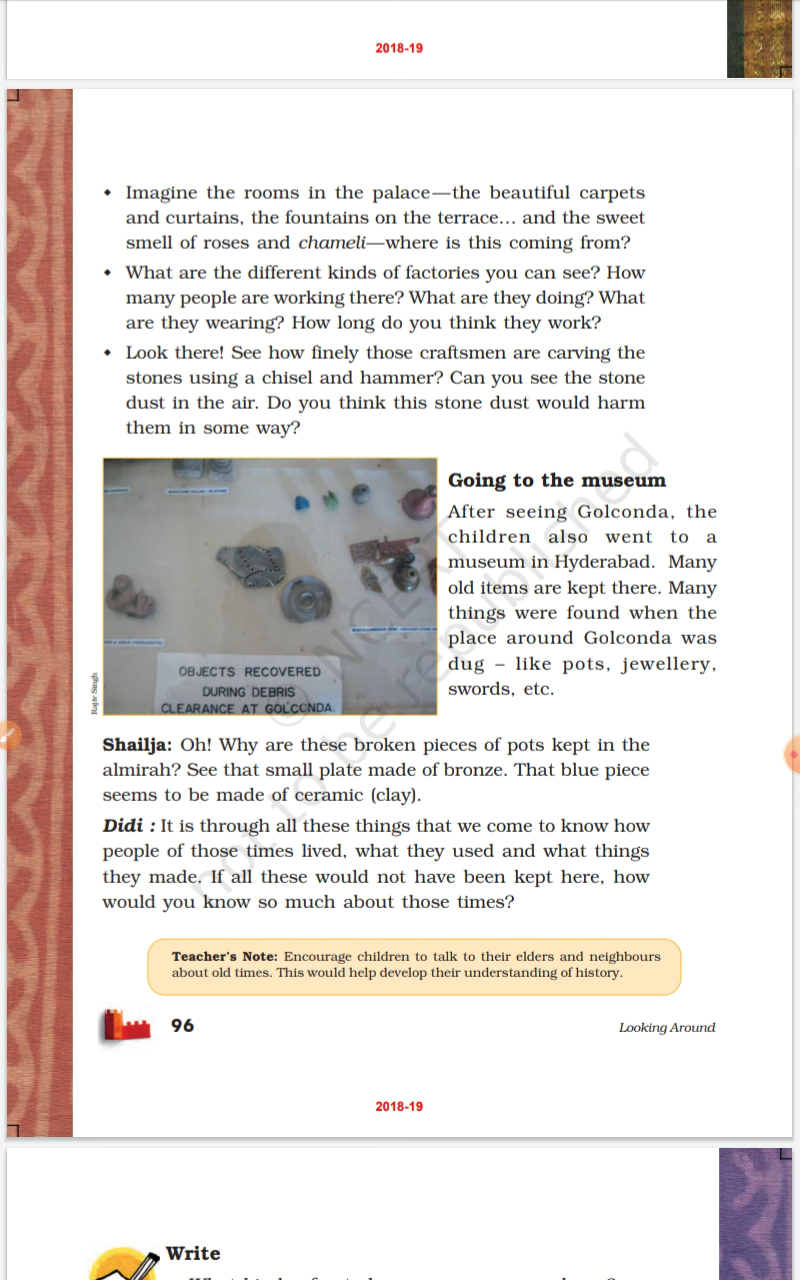 2018-19
◆ Imagine the rooms in the palace—the beautiful carpets
and curtains, the fountains on the terrace... and the sweet
smell of roses and chameli—where is this coming from?
◆ What are the different kinds of factories you can see? How
many people are working there? What are they doing? What
are they wearing? How long do you think they work?
◆ Look there! See how finely those craftsmen are carving the
stones using a chisel and hammer? Can you see the stone
dust in the air. Do you think this stone dust would harm
them in some way?
OBJECTS RECOVERED
DURING DEBRIS
CLEARANCE AT GOLCONDA.
Rajiv Singh
Going to the museum
After seeing Golconda, the
children also went to a
museum in Hyderabad. Many
old items are kept there. Many
things were found when the
place around Golconda was
dug – like pots, jewellery,
swords, etc.
Shailja: Oh! Why are these broken pieces of pots kept in the
almirah? See that small plate made of bronze. That blue piece
seems to be made of ceramic (clay).
Didi : It is through all these things that we come to know how
people of those times lived, what they used and what things
they made. If all these would not have been kept here, how
would you know so much about those times?
© NCERT
not to be republished
Teacher's Note: Encourage children to talk to their elders and neighbours
about old times. This would help develop their understanding of history.
96
Looking Around
2018-19
Write